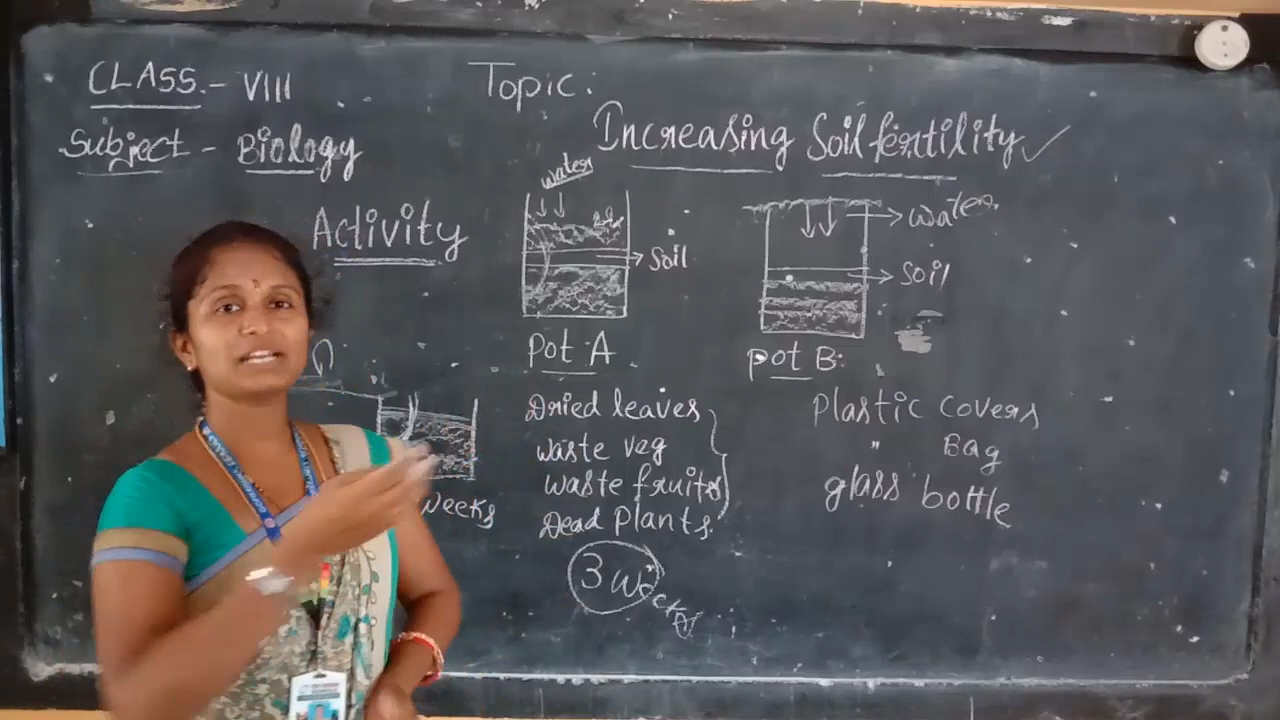 CLASS - VIII
Subject - Biology
Topic:
Increasing Soil fertility
Activity
water
Soil
Pot A
Dried leaves
waste veg
waste fruits
Dead Plants.
3 weeks
water
Soil
Pot B:
Plastic covers
" Bag
glass bottle
weeks